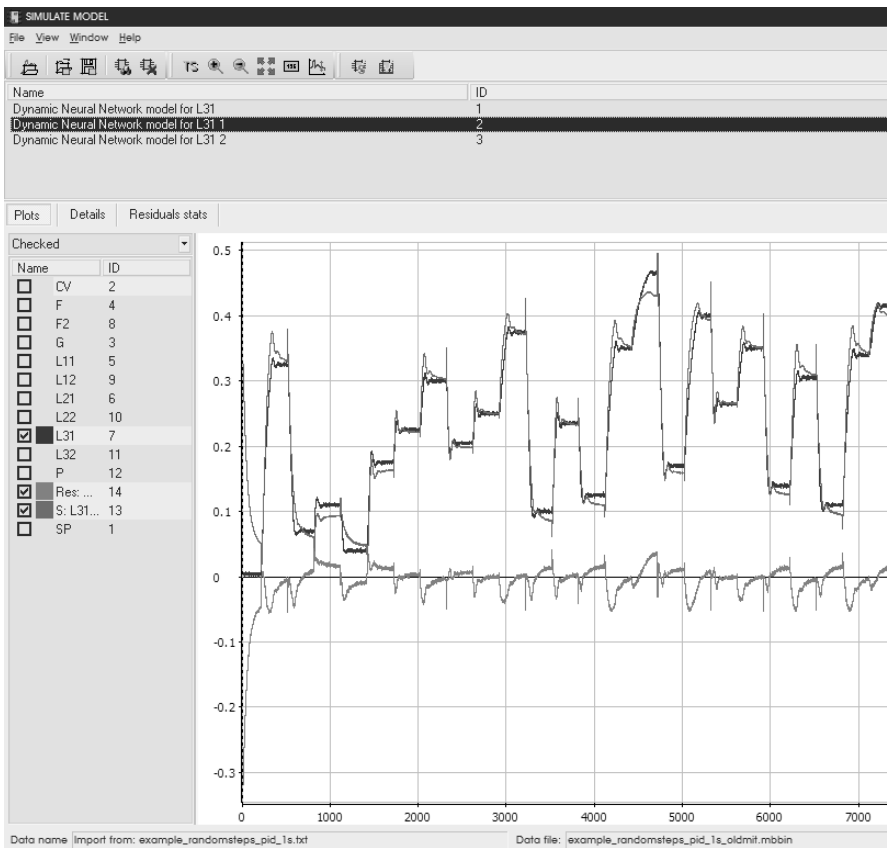 SIMULATE MODEL
File View Window Help
TS
Name ID
Dynamic Neural Network model for L31 1
Dynamic Neural Network model for L31 1 2
Dynamic Neural Network model for L31 2 3
Plots Details Residuals stats
Checked
Name ID
CV 2
F 4
F2 8
G 3
L11 5
L12 9
L21 6
L22 10
L31 7
L32 11
P 12
Res: ... 14
S: L31... 13
SP 1
0.5
0.4
0.3
0.2
0.1
0
-0.1
-0.2
-0.3
0 1000 2000 3000 4000 5000 6000 7000
Data name Import from: example_randomsteps_pid_1s.txt Data file: example_randomsteps_pid_1s_oldmit.mbbin